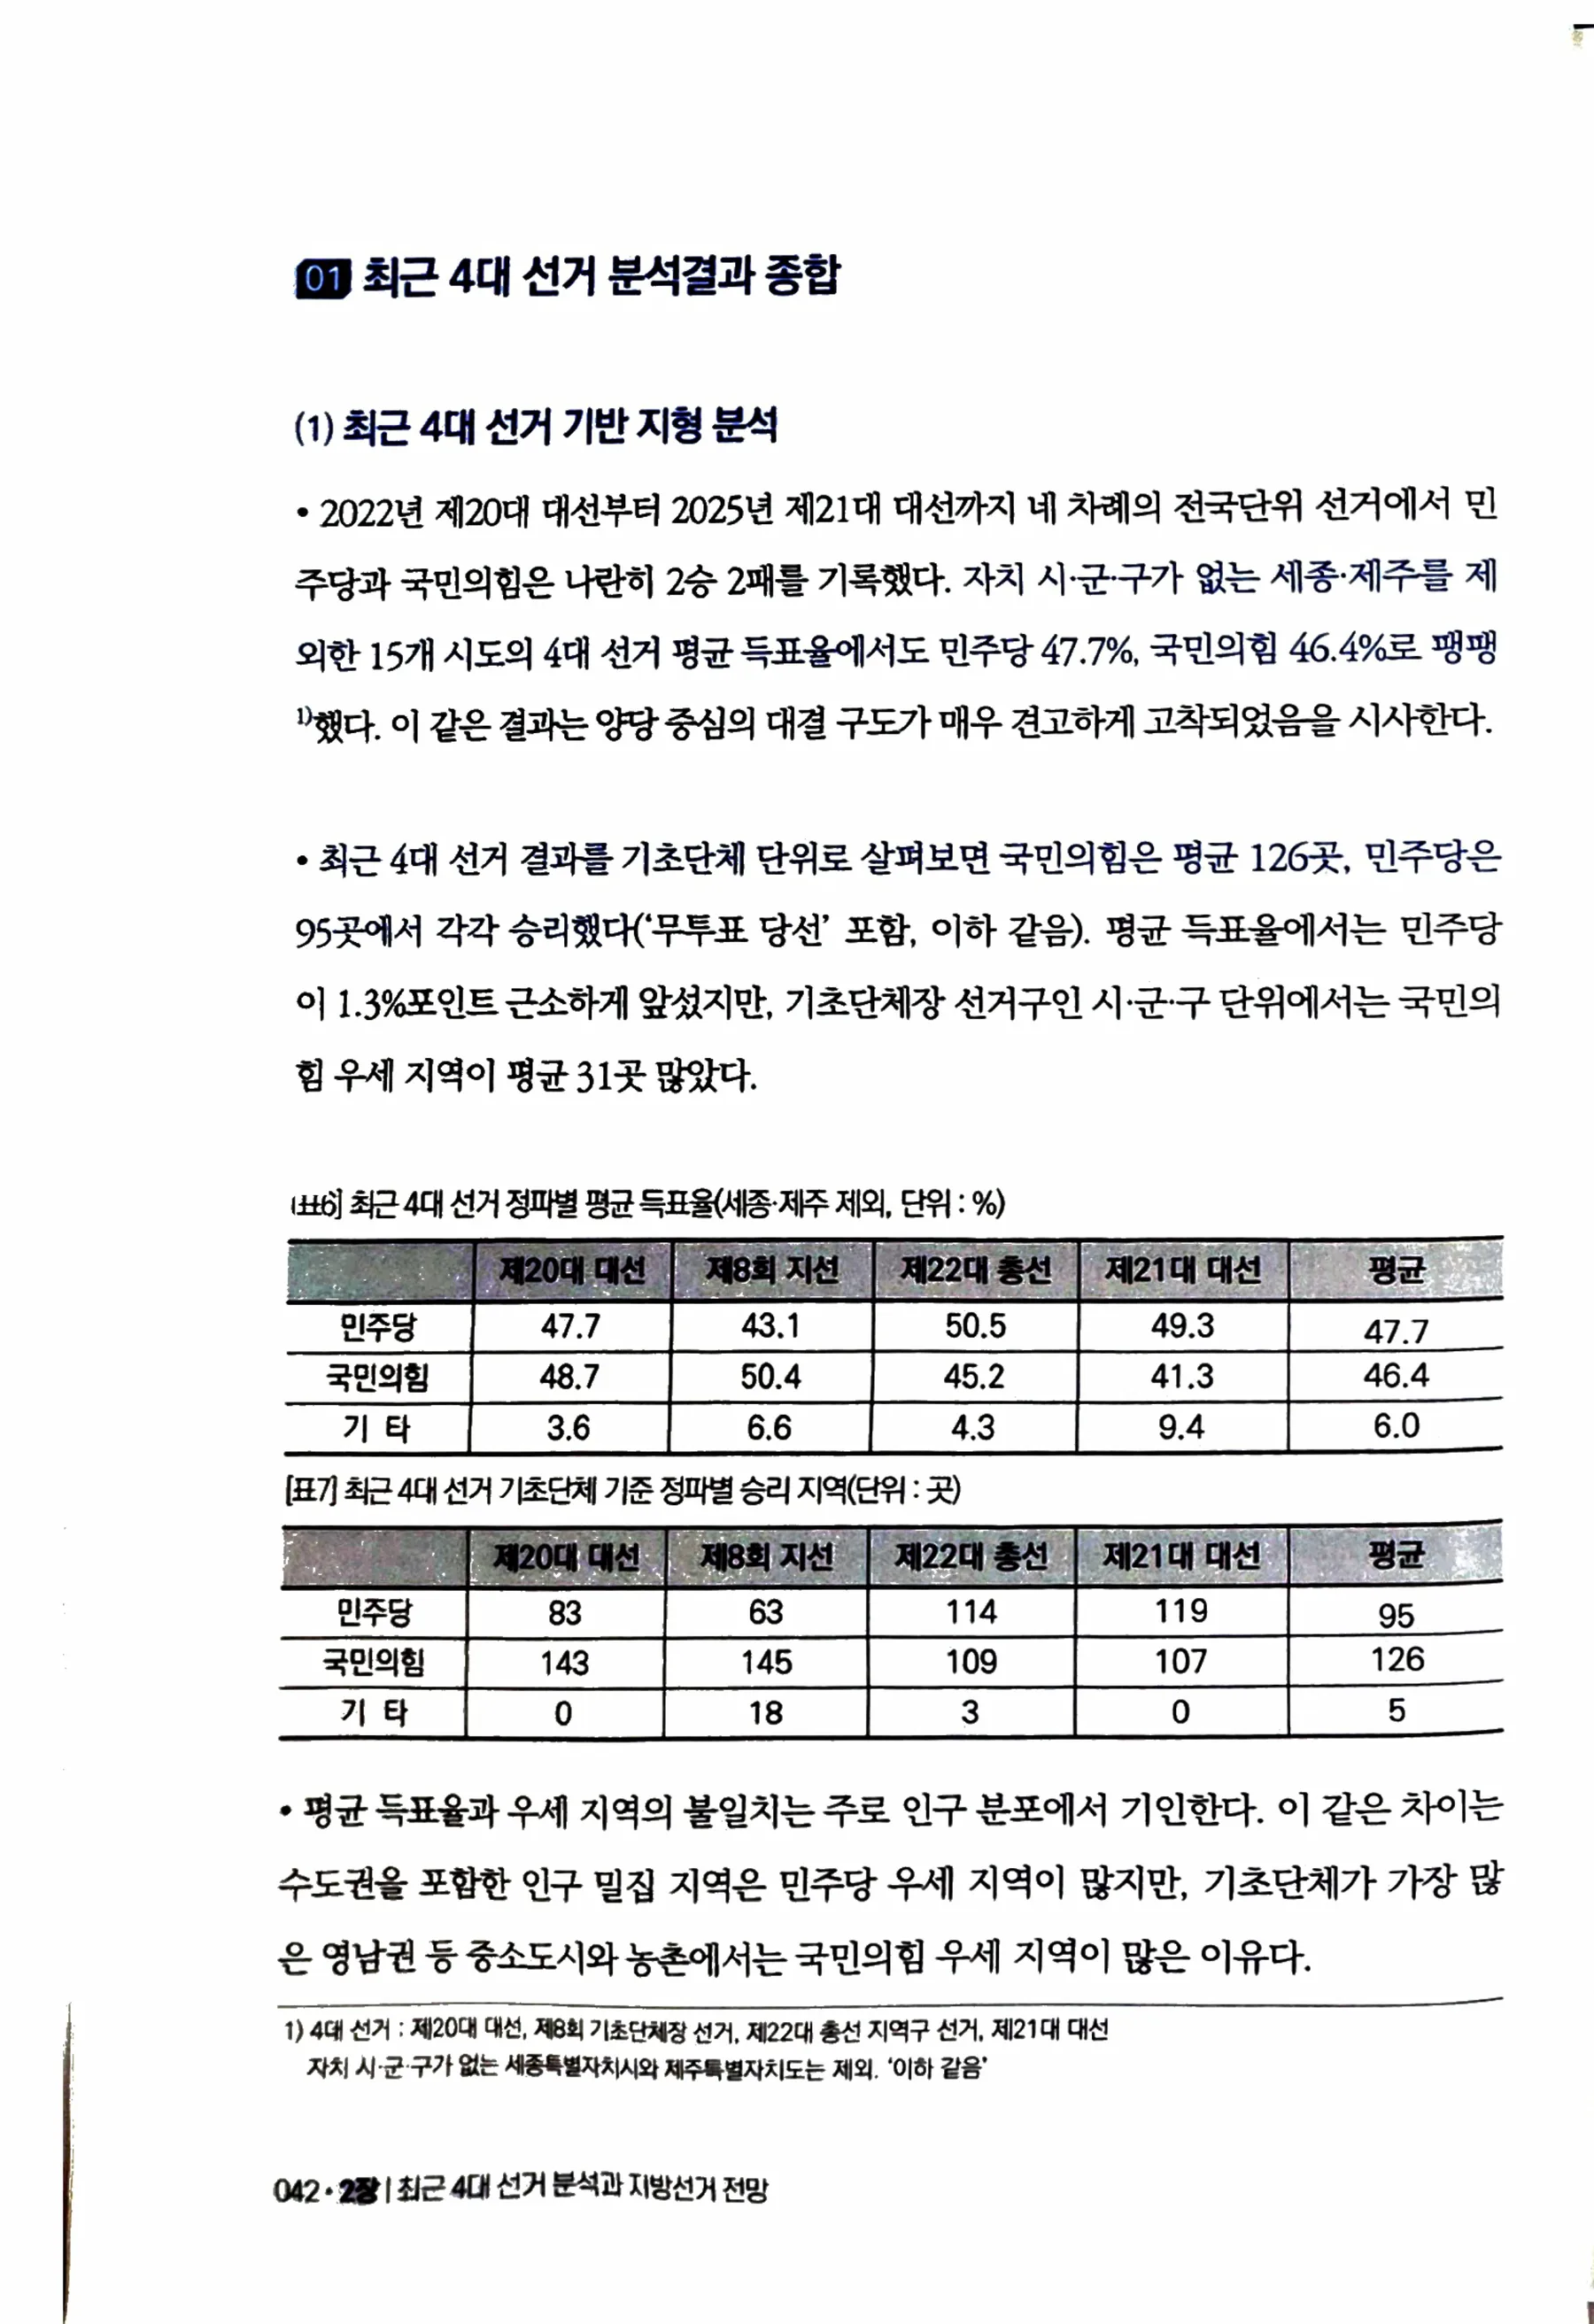 01 최근 4대 선거 분석결과 종합
(1) 최근 4대 선거 기반 지형 분석
• 2022년 제20대 대선부터 2025년 제21대 대선까지 네 차례의 전국단위 선거에서 민
주당과 국민의힘은 나란히 2승 2패를 기록했다. 자치 시·군·구가 없는 세종·제주를 제
외한 15개 시도의 4대 선거 평균 득표율에서도 민주당 47.7%, 국민의힘 46.4%로 팽팽
1)했다. 이 같은 결과는 양당 중심의 대결 구도가 매우 견고하게 고착되었음을 시사한다.
• 최근 4대 선거 결과를 기초단체 단위로 살펴보면 국민의힘은 평균 126곳, 민주당은
95곳에서 각각 승리했다(‘무투표 당선’ 포함, 이하 같음). 평균 득표율에서는 민주당
이 1.3%포인트 근소하게 앞섰지만, 기초단체장 선거구인 시·군·구 단위에서는 국민의
힘 우세 지역이 평균 31곳 많았다.
[표6] 최근 4대 선거 정파별 평균 득표율(세종·제주 제외, 단위 : %)
제20대 대선 제8회 지선 제22대 총선 제21대 대선 평균
민주당 47.7 43.1 50.5 49.3 47.7
국민의힘 48.7 50.4 45.2 41.3 46.4
기 타 3.6 6.6 4.3 9.4 6.0
[표7] 최근 4대 선거 기초단체 기준 정파별 승리 지역(단위 : 곳)
제20대 대선 제8회 지선 제22대 총선 제21대 대선 평균
민주당 83 63 114 119 95
국민의힘 143 145 109 107 126
기 타 0 18 3 0 5
• 평균 득표율과 우세 지역의 불일치는 주로 인구 분포에서 기인한다. 이 같은 차이는
수도권을 포함한 인구 밀집 지역은 민주당 우세 지역이 많지만, 기초단체가 가장 많
은 영남권 등 중소도시와 농촌에서는 국민의힘 우세 지역이 많은 이유다.
1) 4대 선거 : 제20대 대선, 제8회 기초단체장 선거, 제22대 총선 지역구 선거, 제21대 대선
자치 시·군·구가 없는 세종특별자치시와 제주특별자치도는 제외. ‘이하 같음’
042 · 2장 | 최근 4대 선거 분석과 지방선거 전망